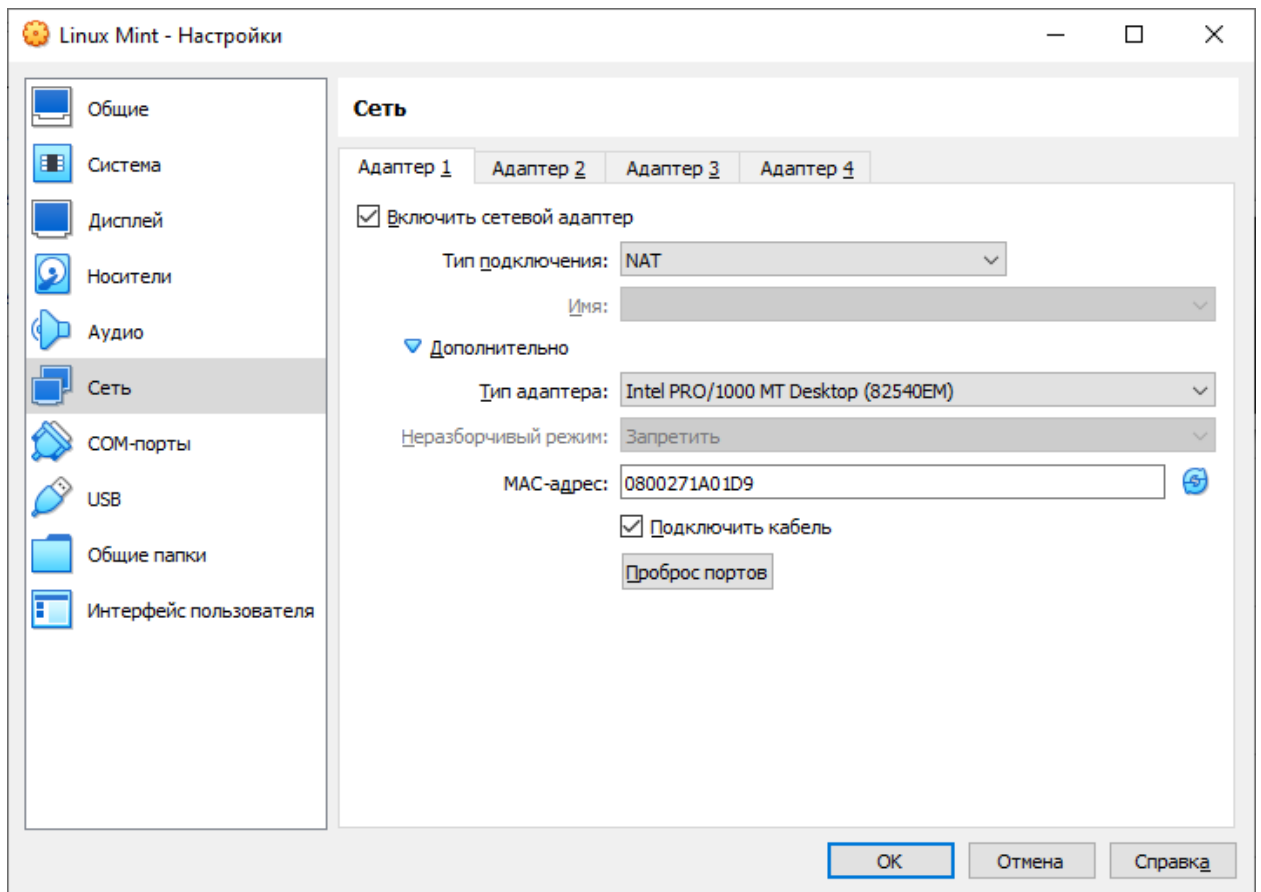 Linux Mint - Настройки
Общие
Система
Дисплей
Носители
Аудио
Сеть
COM-порты
USB
Общие папки
Интерфейс пользователя
Сеть
Адаптер 1 Адаптер 2 Адаптер 3 Адаптер 4
Включить сетевой адаптер
Тип подключения: NAT
Имя:
Дополнительно
Тип адаптера: Intel PRO/1000 MT Desktop (82540EM)
Неразборчивый режим: Запретить
MAC-адрес: 0800271A01D9
Подключить кабель
Проброс портов
OK Отмена Справка